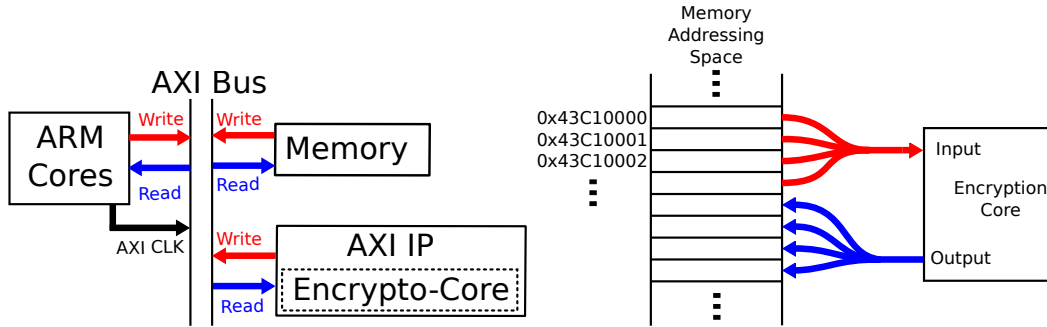 AXI Bus
ARM
Cores
Write
Read
AXI CLK
Write
Read
Memory
Write
Read
AXI IP
Encrypto-Core
Memory
Addressing
Space
0x43C10000
0x43C10001
0x43C10002
Input
Encryption
Core
Output